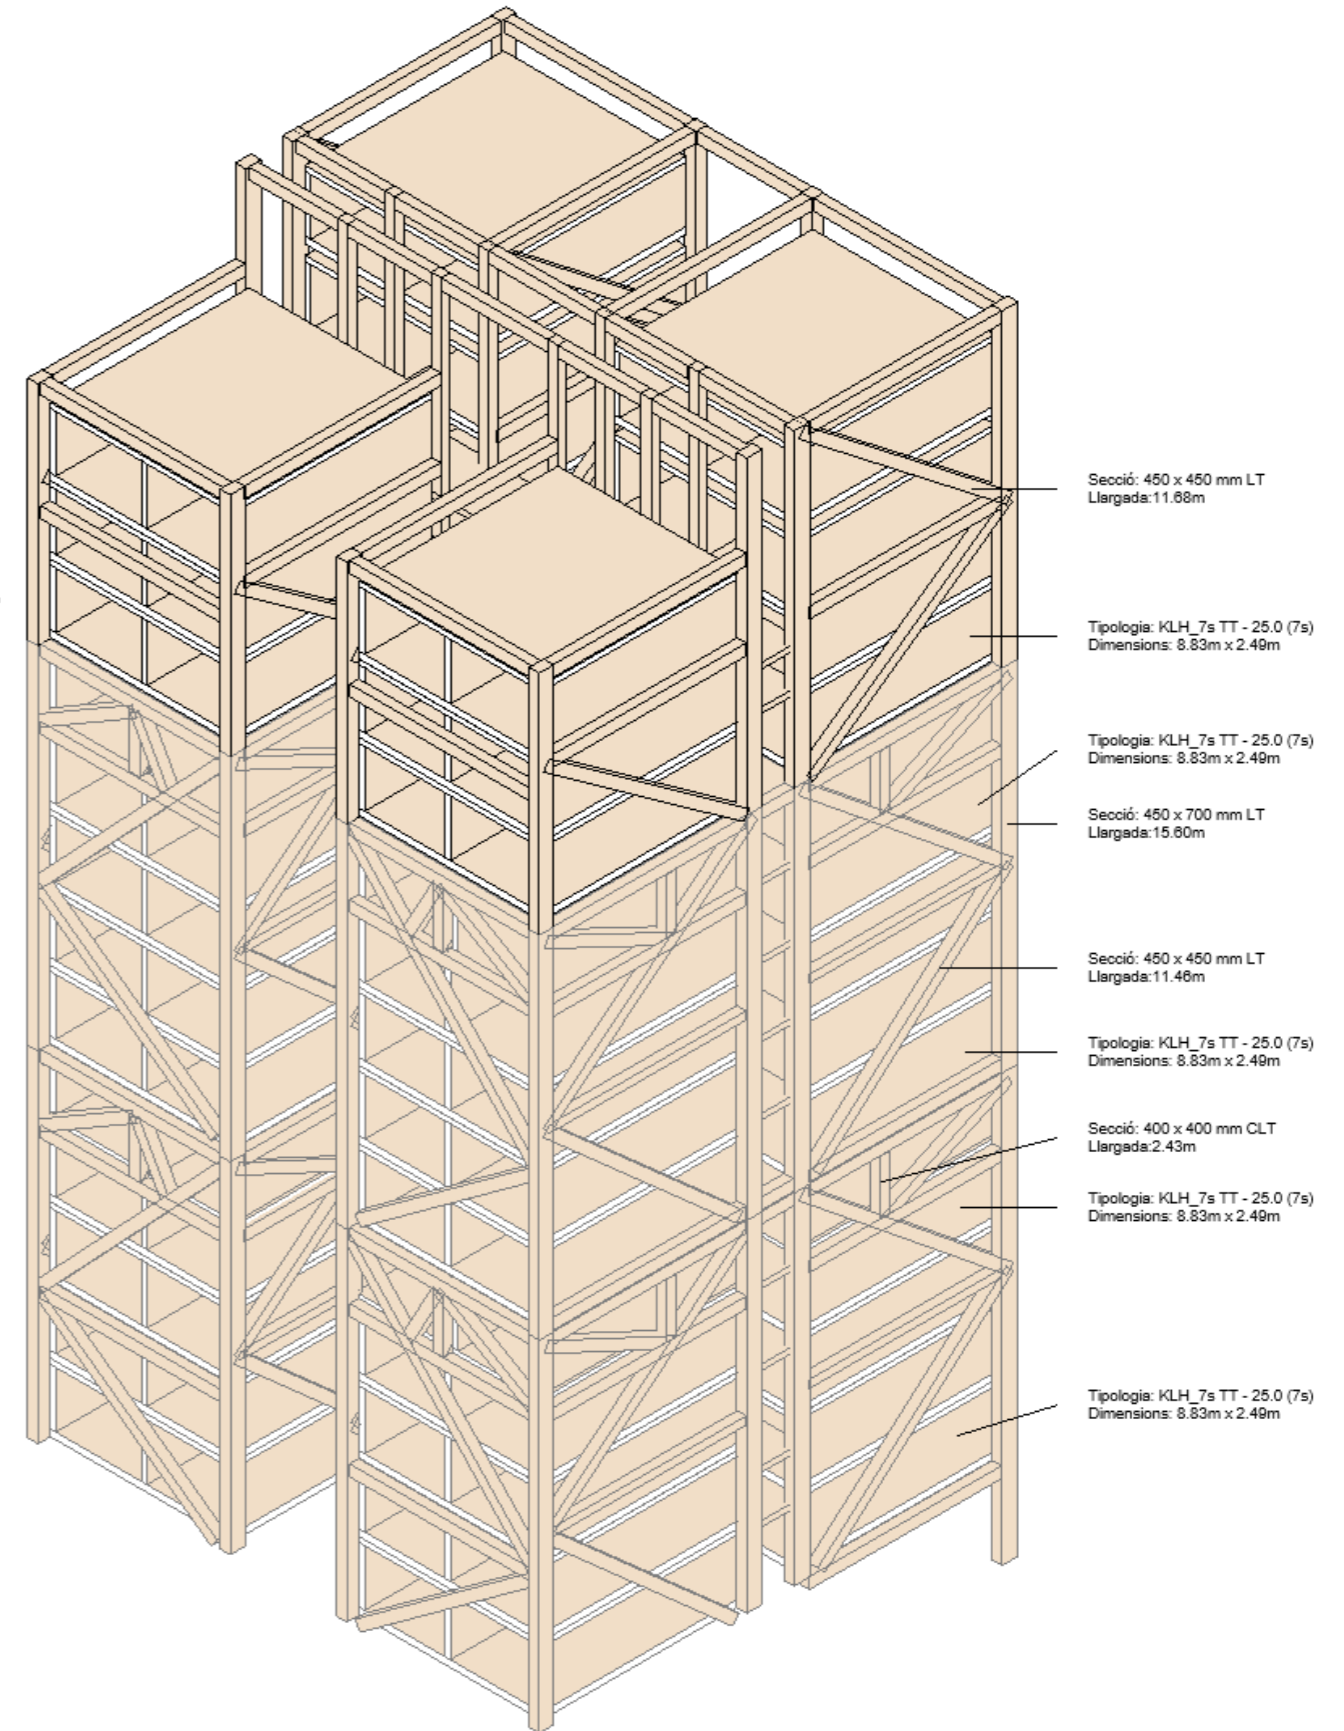 Secció: 450 x 450 mm LT
Llargada:11.68m
Tipologia: KLH_7s TT - 25.0 (7s)
Dimensions: 8.83m x 2.49m
Tipologia: KLH_7s TT - 25.0 (7s)
Dimensions: 8.83m x 2.49m
Secció: 450 x 700 mm LT
Llargada:15.60m
Secció: 450 x 450 mm LT
Llargada:11.46m
Tipologia: KLH_7s TT - 25.0 (7s)
Dimensions: 8.83m x 2.49m
Secció: 400 x 400 mm CLT
Llargada:2.43m
Tipologia: KLH_7s TT - 25.0 (7s)
Dimensions: 8.83m x 2.49m
Tipologia: KLH_7s TT - 25.0 (7s)
Dimensions: 8.83m x 2.49m